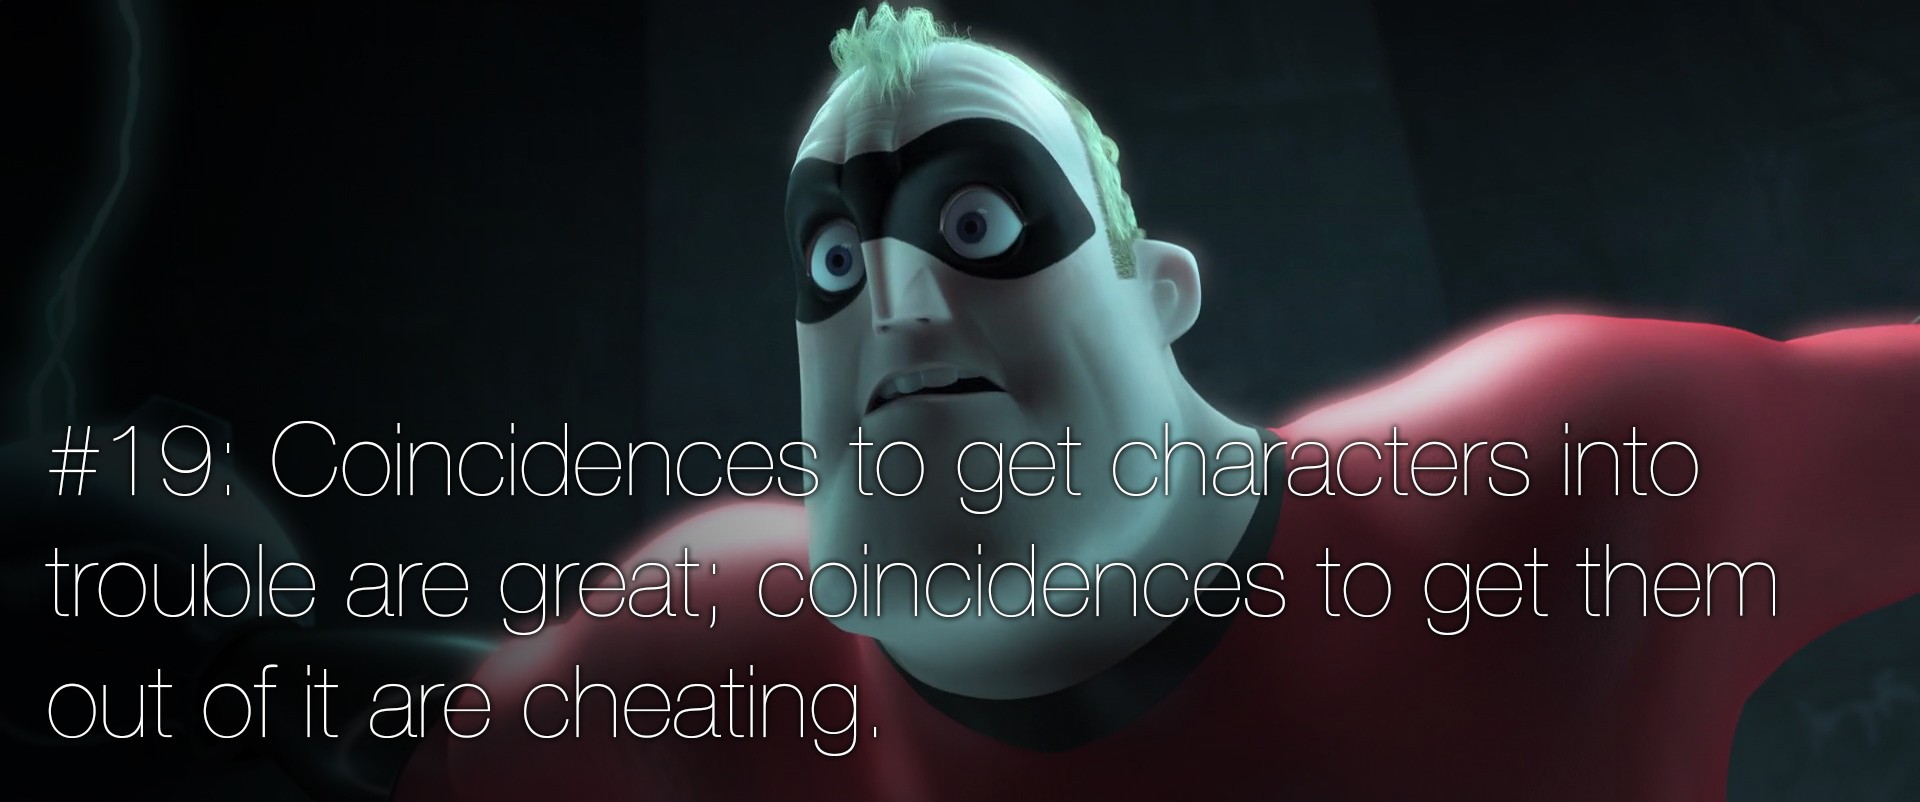 #19: Coincidences to get characters into
trouble are great; coincidences to get them
out of it are cheating.